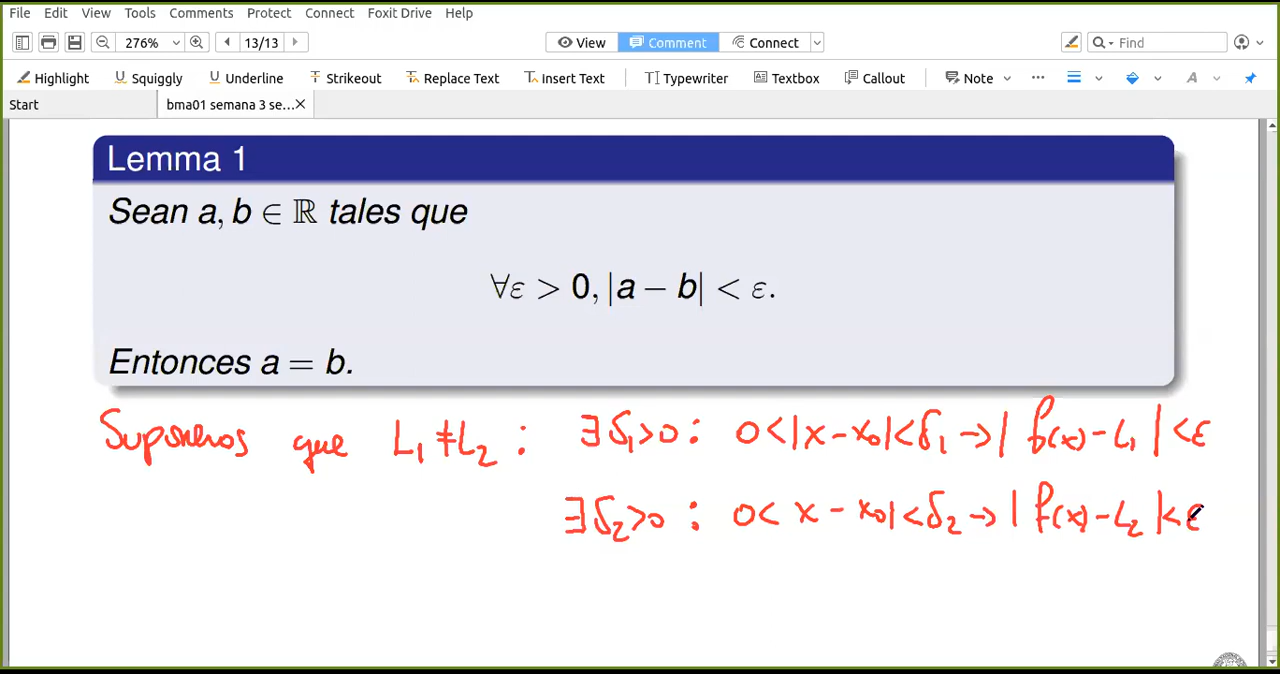 File Edit View Tools Comments Protect Connect Foxit Drive Help
276% 13/13 View Comment Connect Find
Highlight Squiggly Underline Strikeout Replace Text Insert Text Typewriter Textbox Callout Note ... A
Start bma01 semana 3 se... ×
Lemma 1
Sean a, b ∈ ℝ tales que
∀ε > 0, |a − b| < ε.
Entonces a = b.
Suponemos que L₁ ≠ L₂ : ∃ δ₁>0 : 0<|x-x₀|<δ₁ → | f(x)-L₁ | <ε
∃ δ₂>0 : 0< x - x₀|<δ₂ → | f(x)-L₂ |<ε